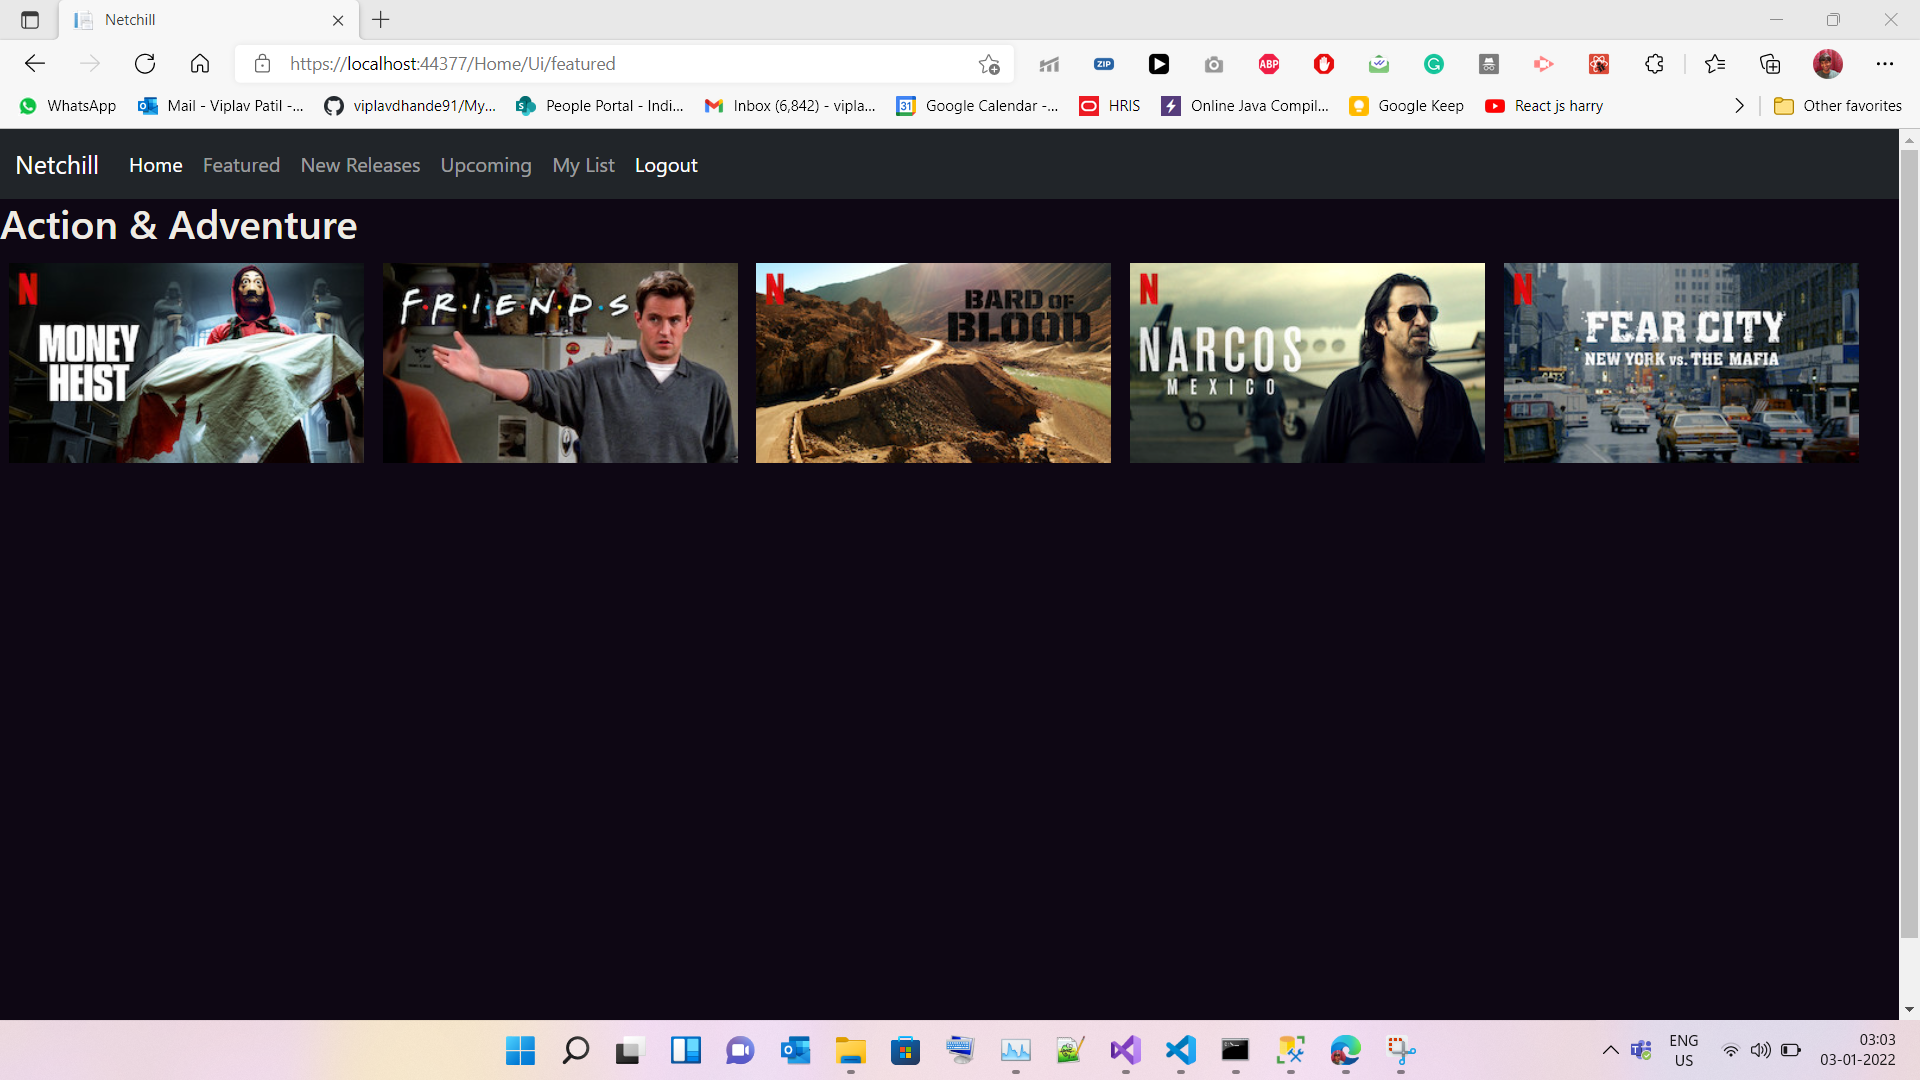 Netchill
https://localhost:44377/Home/Ui/featured
ZIP
ABP
WhatsApp
Mail - Viplav Patil -...
viplavdhande91/My...
People Portal - Indi...
Inbox (6,842) - vipla...
31
Google Calendar -...
HRIS
Online Java Compil...
Google Keep
React js harry
Other favorites
Netchill
Home
Featured
New Releases
Upcoming
My List
Logout
Action & Adventure
N
MONEY
HEIST
F·R·I·E·N·D·S
N
BARD OF
BLOOD
N
NARCOS
MEXICO
N
FEAR CITY
NEW YORK vs. THE MAFIA
ENG
US
03:03
03-01-2022